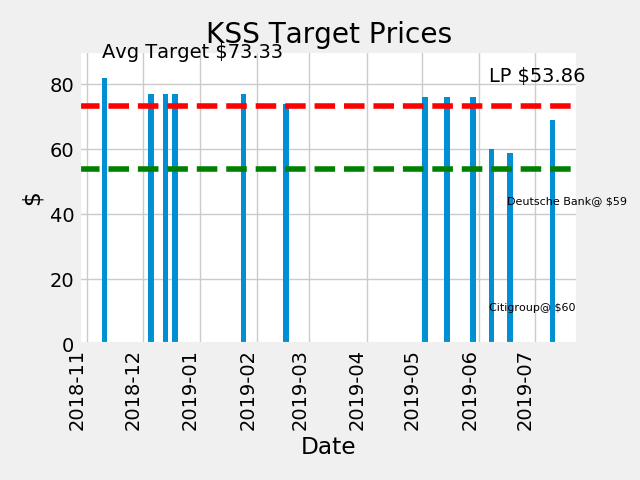 KSS Target Prices
Avg Target $73.33
LP $53.86
80
60
40
20
0
$
Deutsche Bank@ $59
Citigroup@ $60
2018-11
2018-12
2019-01
2019-02
2019-03
2019-04
2019-05
2019-06
2019-07
Date